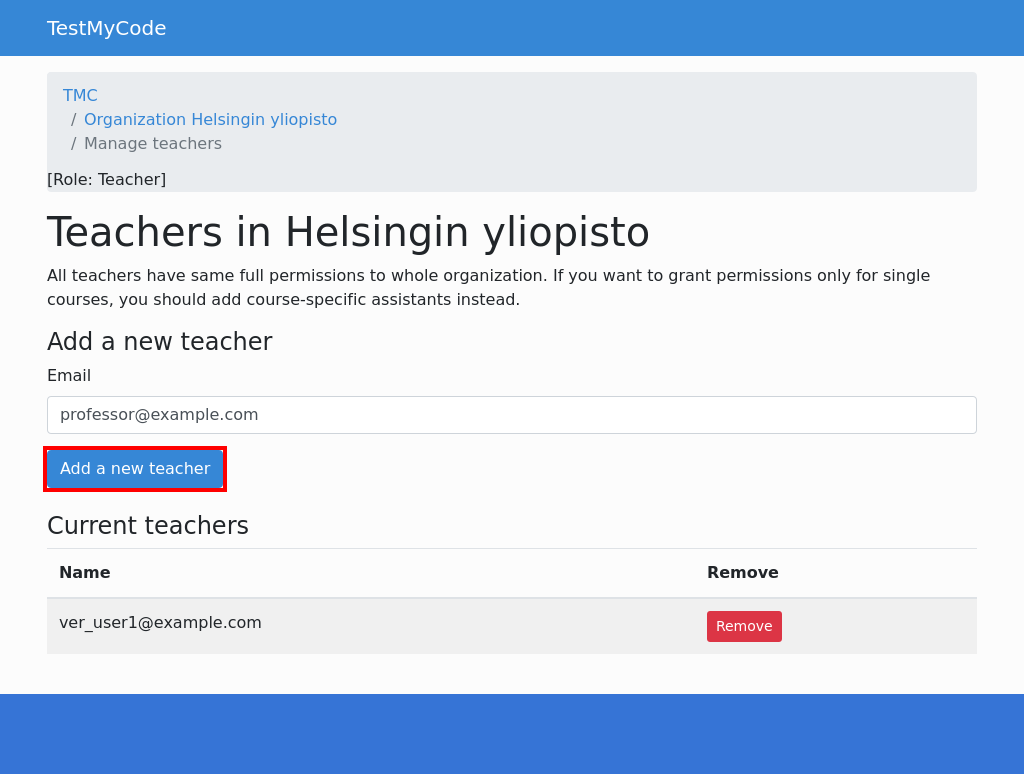 TestMyCode
TMC
/ Organization Helsingin yliopisto
/ Manage teachers
[Role: Teacher]
Teachers in Helsingin yliopisto
All teachers have same full permissions to whole organization. If you want to grant permissions only for single
courses, you should add course-specific assistants instead.
Add a new teacher
Email
professor@example.com
Add a new teacher
Current teachers
Name Remove
ver_user1@example.com Remove